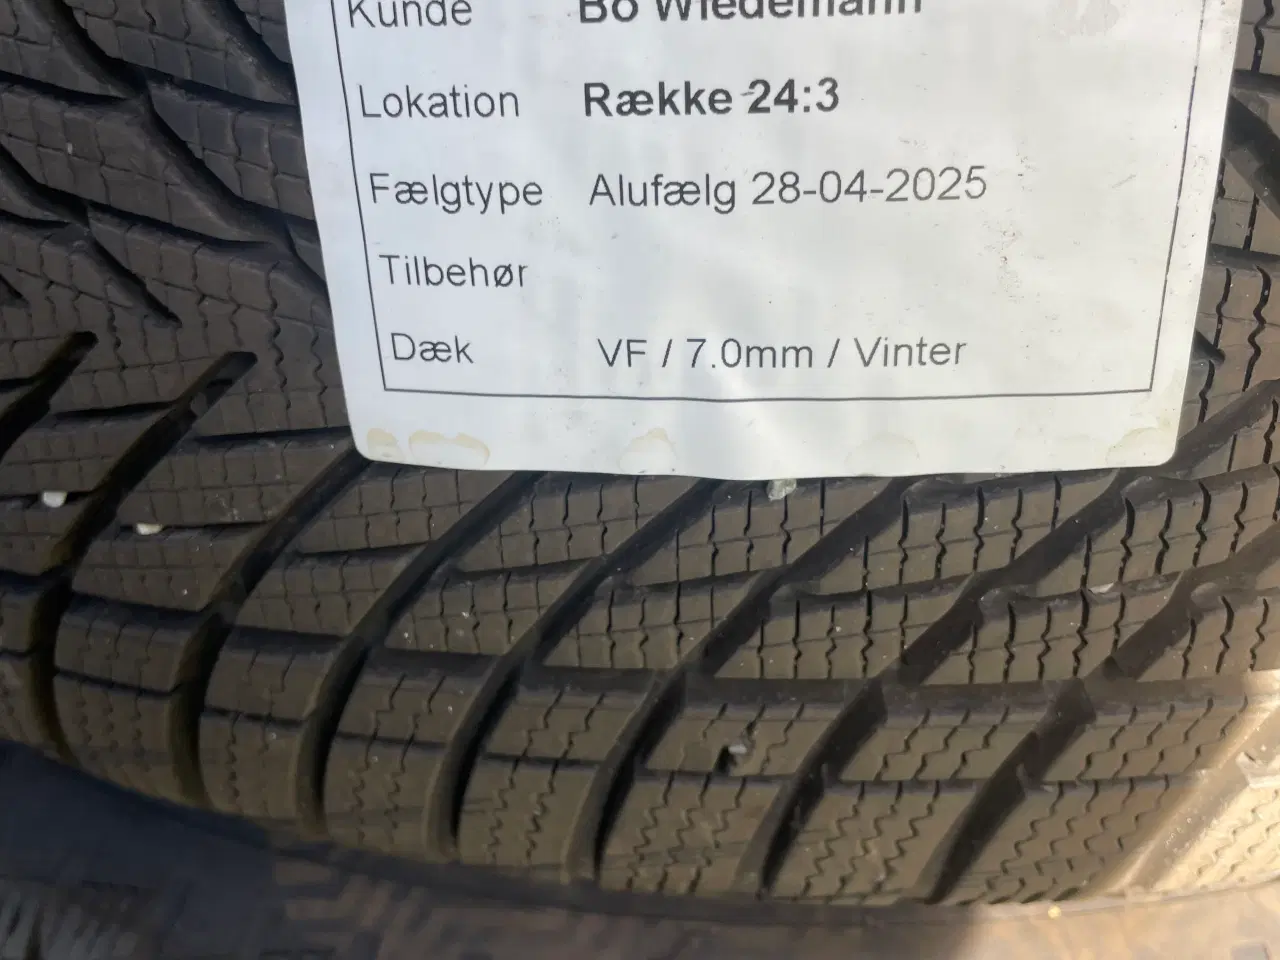 Kunde Bo Wiedemann
Lokation Række 24:3
Fælgtype Alufælg 28-04-2025
Tilbehør
Dæk VF / 7.0mm / Vinter